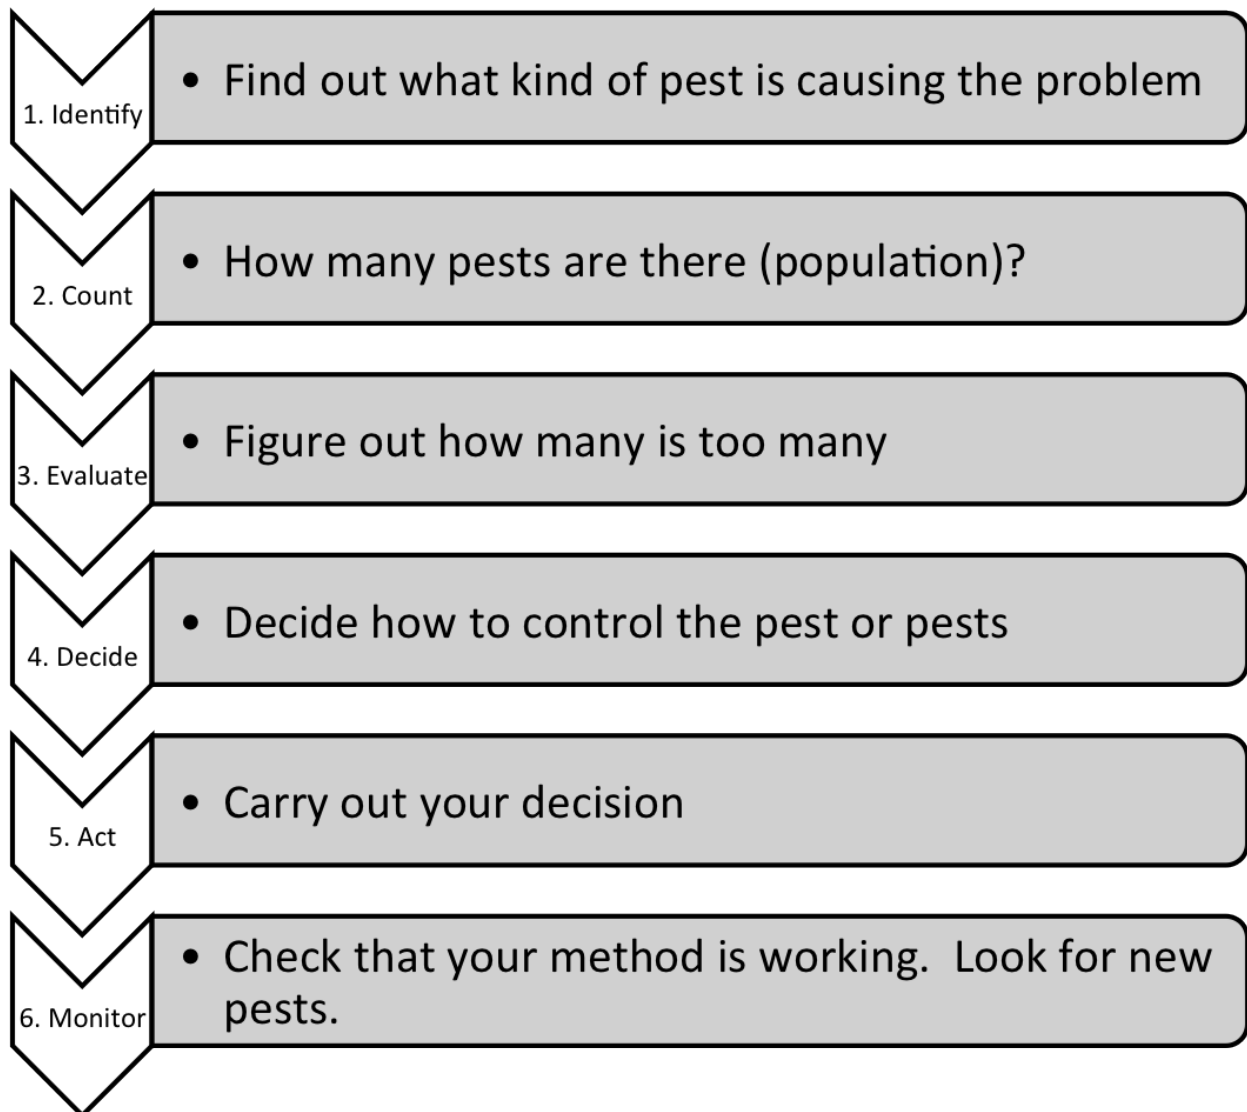 1. Identify
• Find out what kind of pest is causing the problem
2. Count
• How many pests are there (population)?
3. Evaluate
• Figure out how many is too many
4. Decide
• Decide how to control the pest or pests
5. Act
• Carry out your decision
6. Monitor
• Check that your method is working.  Look for new
pests.